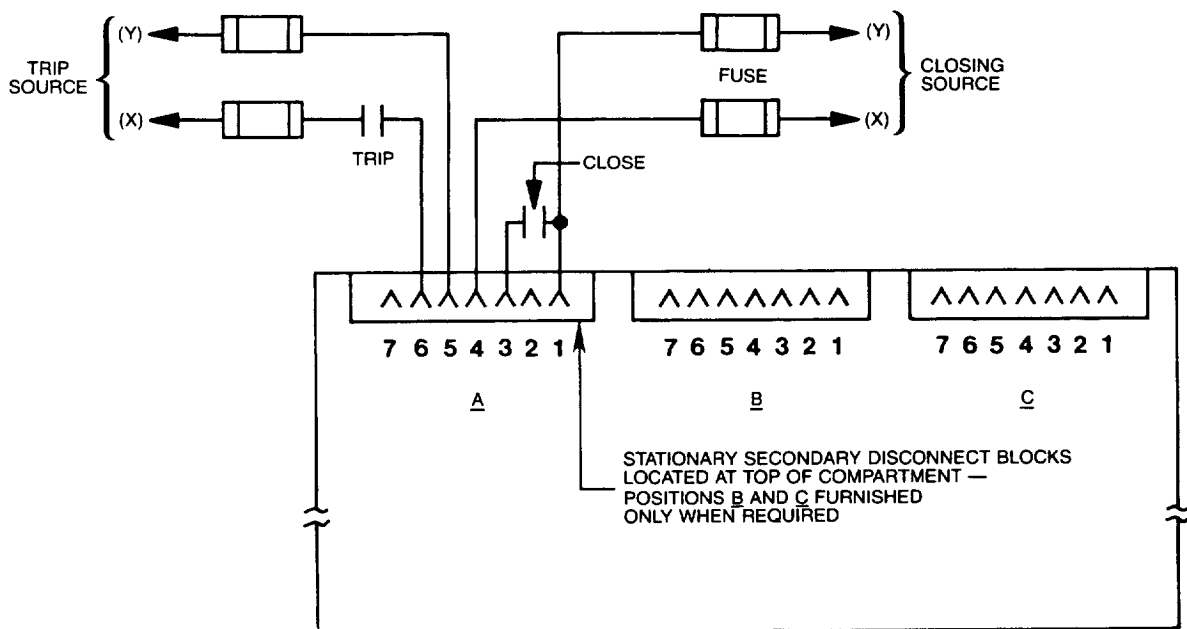 (Y)
(Y)
TRIP
SOURCE
FUSE
CLOSING
SOURCE
(X)
(X)
TRIP
CLOSE
7 6 5 4 3 2 1
7 6 5 4 3 2 1
7 6 5 4 3 2 1
A
B
C
STATIONARY SECONDARY DISCONNECT BLOCKS
LOCATED AT TOP OF COMPARTMENT —
POSITIONS B AND C FURNISHED
ONLY WHEN REQUIRED